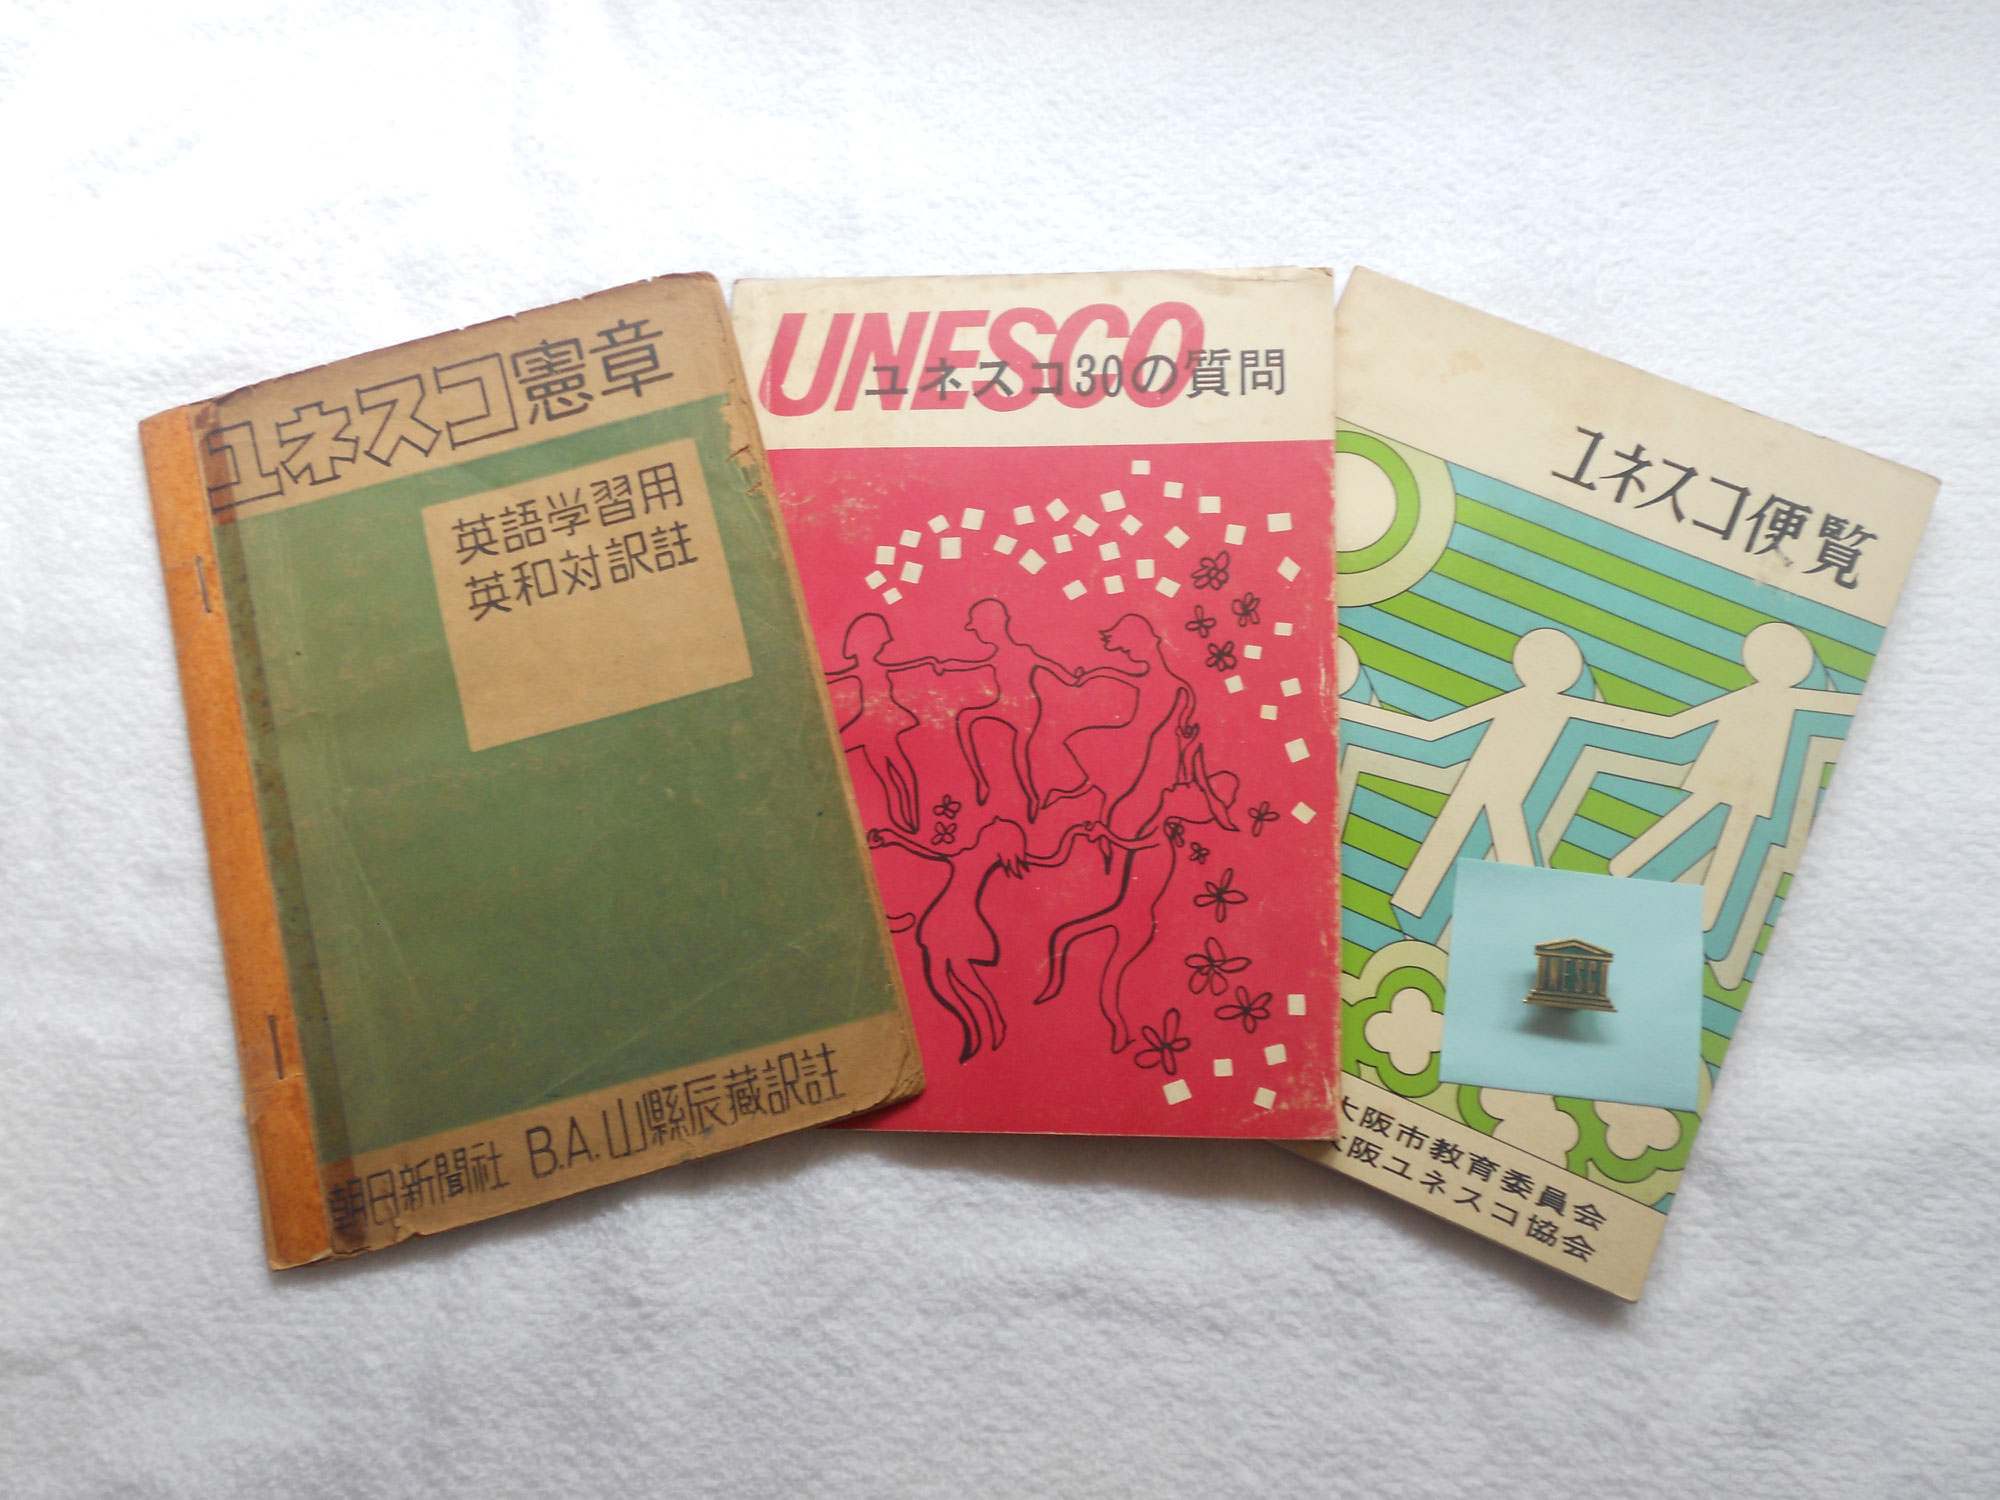 ユネスコ憲章
英語学習用
英和対訳註
朝日新聞社 B.A.山縣辰蔵訳註
UNESCO
ユネスコ30の質問
ユネスコ便覧
UNESCO
大阪市教育委員会
大阪ユネスコ協会